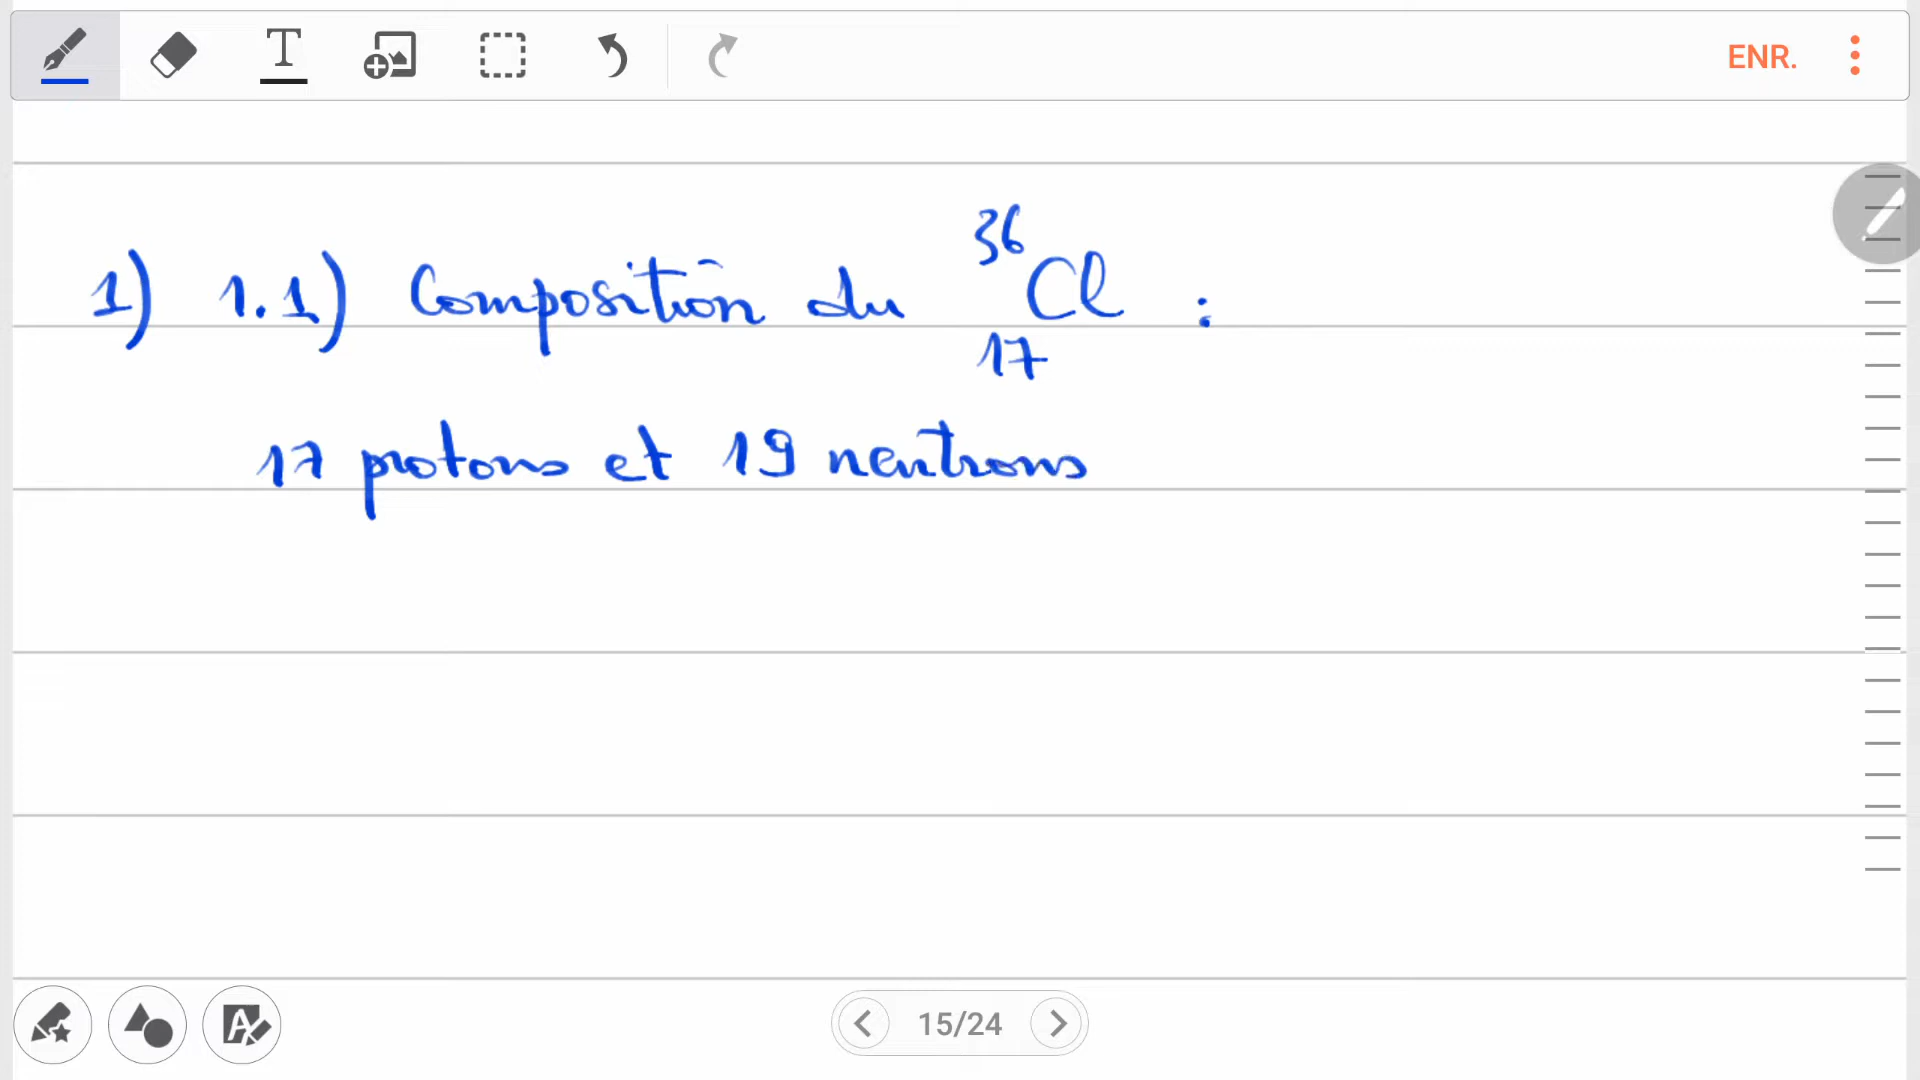 T ENR.
1) 1.1) Composition du ³⁶₁₇Cl :
17 protons et 19 neutrons
15/24